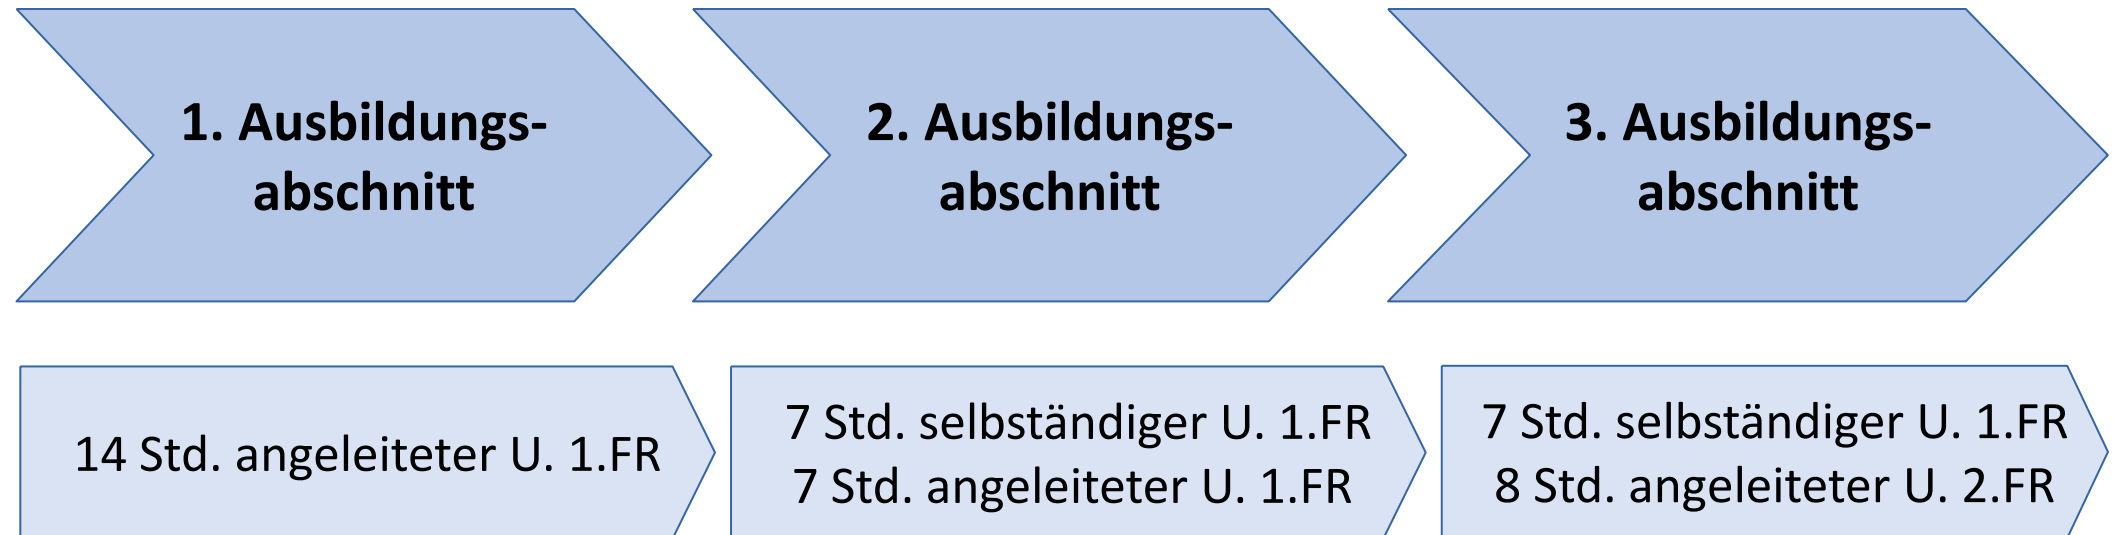 1. Ausbildungs-
abschnitt
2. Ausbildungs-
abschnitt
3. Ausbildungs-
abschnitt
14 Std. angeleiteter U. 1.FR
7 Std. selbständiger U. 1.FR
7 Std. angeleiteter U. 1.FR
7 Std. selbständiger U. 1.FR
8 Std. angeleiteter U. 2.FR